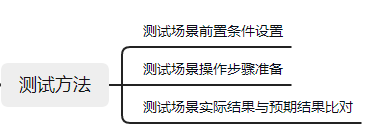 测试场景前置条件设置
测试场景操作步骤准备
测试方法
测试场景实际结果与预期结果比对